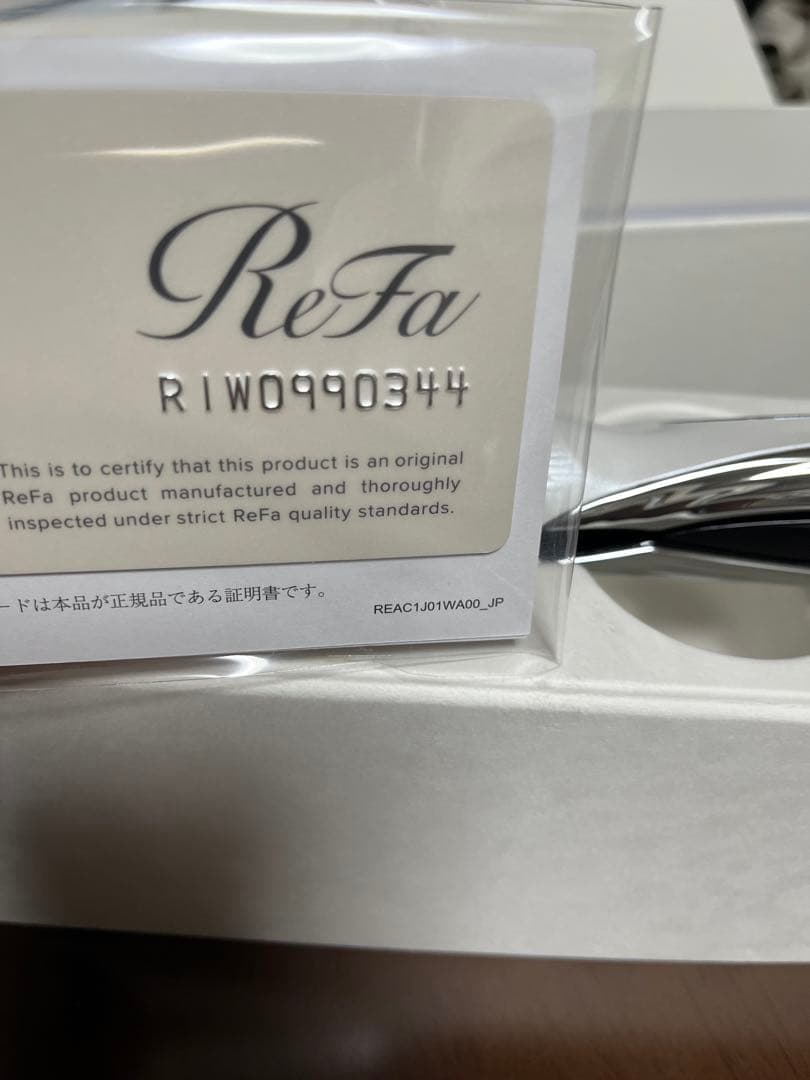 ReFa
RIW0990344
This is to certify that this product is an original
ReFa product manufactured and thoroughly
inspected under strict ReFa quality standards.
ードは本品が正規品である証明書です。
REAC1J01WA00_JP